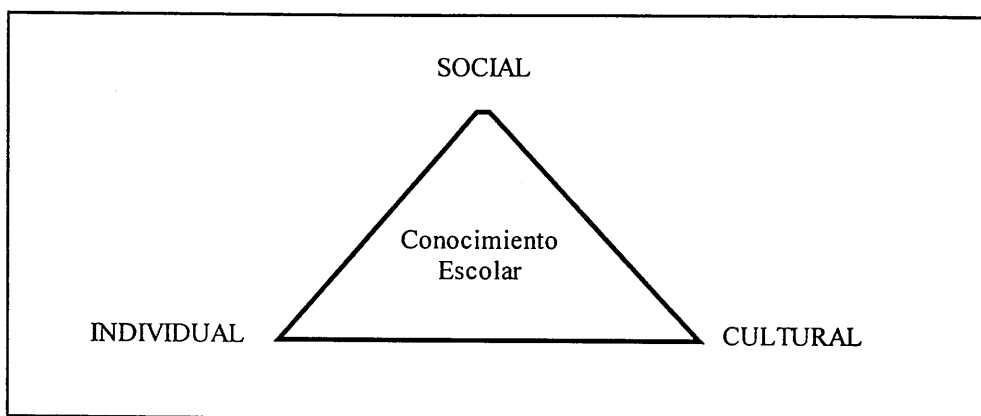 SOCIAL
Conocimiento
Escolar
INDIVIDUAL
CULTURAL